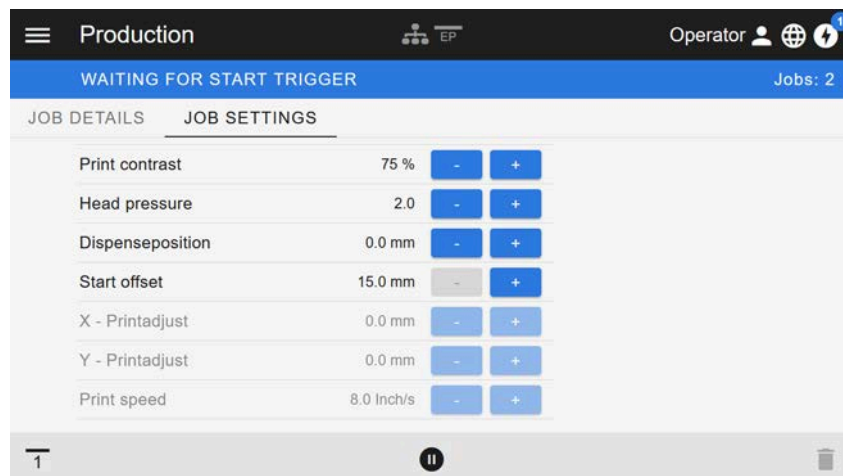 Production EP Operator 1
WAITING FOR START TRIGGER Jobs: 2
JOB DETAILS JOB SETTINGS
Print contrast 75 % - +
Head pressure 2.0 - +
Dispenseposition 0.0 mm - +
Start offset 15.0 mm - +
X - Printadjust 0.0 mm - +
Y - Printadjust 0.0 mm - +
Print speed 8.0 Inch/s - +
1